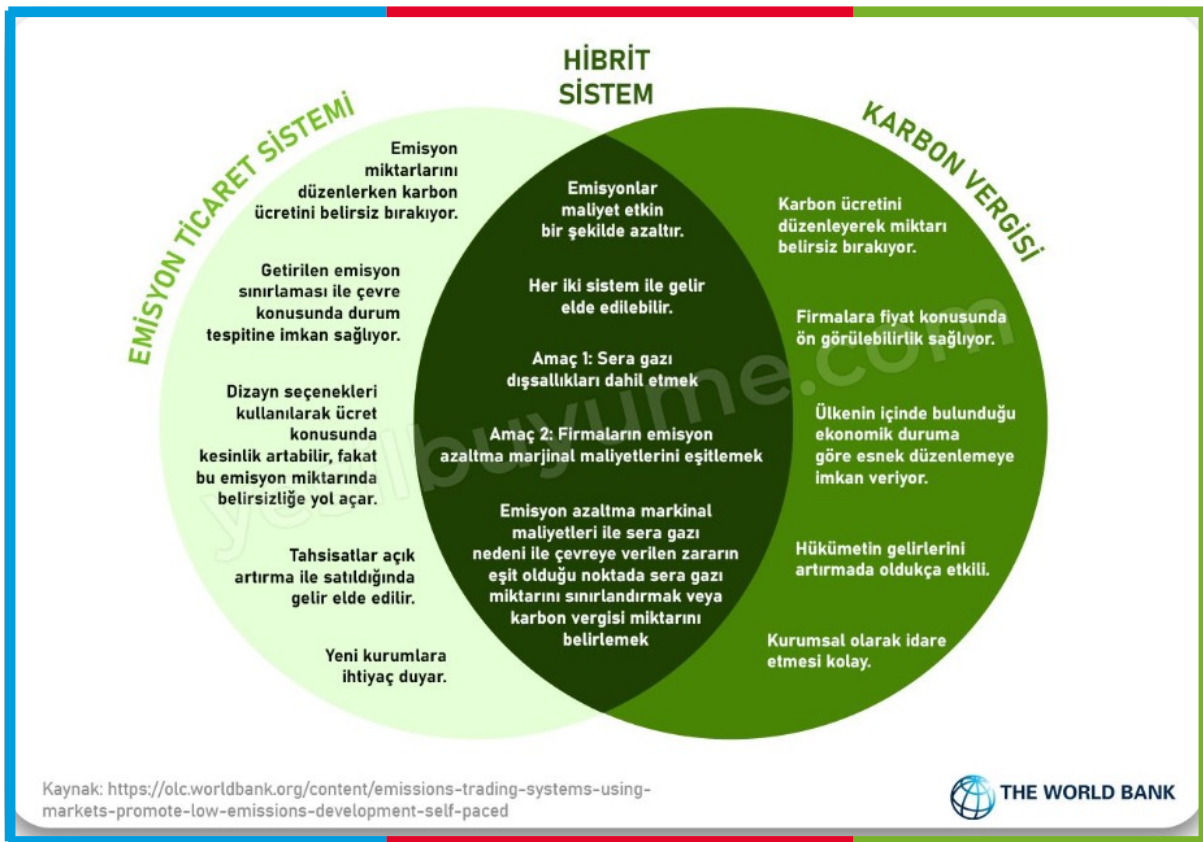 HİBRİT
SİSTEM
EMİSYON TİCARET SİSTEMİ
Emisyon
miktarlarını
düzenlerken karbon
ücretini belirsiz bırakıyor.
Getirilen emisyon
sınırlaması ile çevre
konusunda durum
tespitine imkan sağlıyor.
Dizayn seçenekleri
kullanılarak ücret
konusunda
kesinlik artabilir, fakat
bu emisyon miktarında
belirsizliğe yol açar.
Tahsisatlar açık
artırma ile satıldığında
gelir elde edilir.
Yeni kurumlara
ihtiyaç duyar.
Emisyonlar
maliyet etkin
bir şekilde azaltır.
Her iki sistem ile gelir
elde edilebilir.
Amaç 1: Sera gazı
dışsallıkları dahil etmek
Amaç 2: Firmaların emisyon
azaltma marjinal maliyetlerini eşitlemek
Emisyon azaltma markinal
maliyetleri ile sera gazı
nedeni ile çevreye verilen zararın
eşit olduğu noktada sera gazı
miktarını sınırlandırmak veya
karbon vergisi miktarını
belirlemek
KARBON VERGİSİ
Karbon ücretini
düzenleyerek miktarı
belirsiz bırakıyor.
Firmalara fiyat konusunda
ön görülebilirlik sağlıyor.
Ülkenin içinde bulunduğu
ekonomik duruma
göre esnek düzenlemeye
imkan veriyor.
Hükümetin gelirlerini
artırmada oldukça etkili.
Kurumsal olarak idare
etmesi kolay.
yesilbuyume.com
Kaynak: https://olc.worldbank.org/content/emissions-trading-systems-using-
markets-promote-low-emissions-development-self-paced
THE WORLD BANK